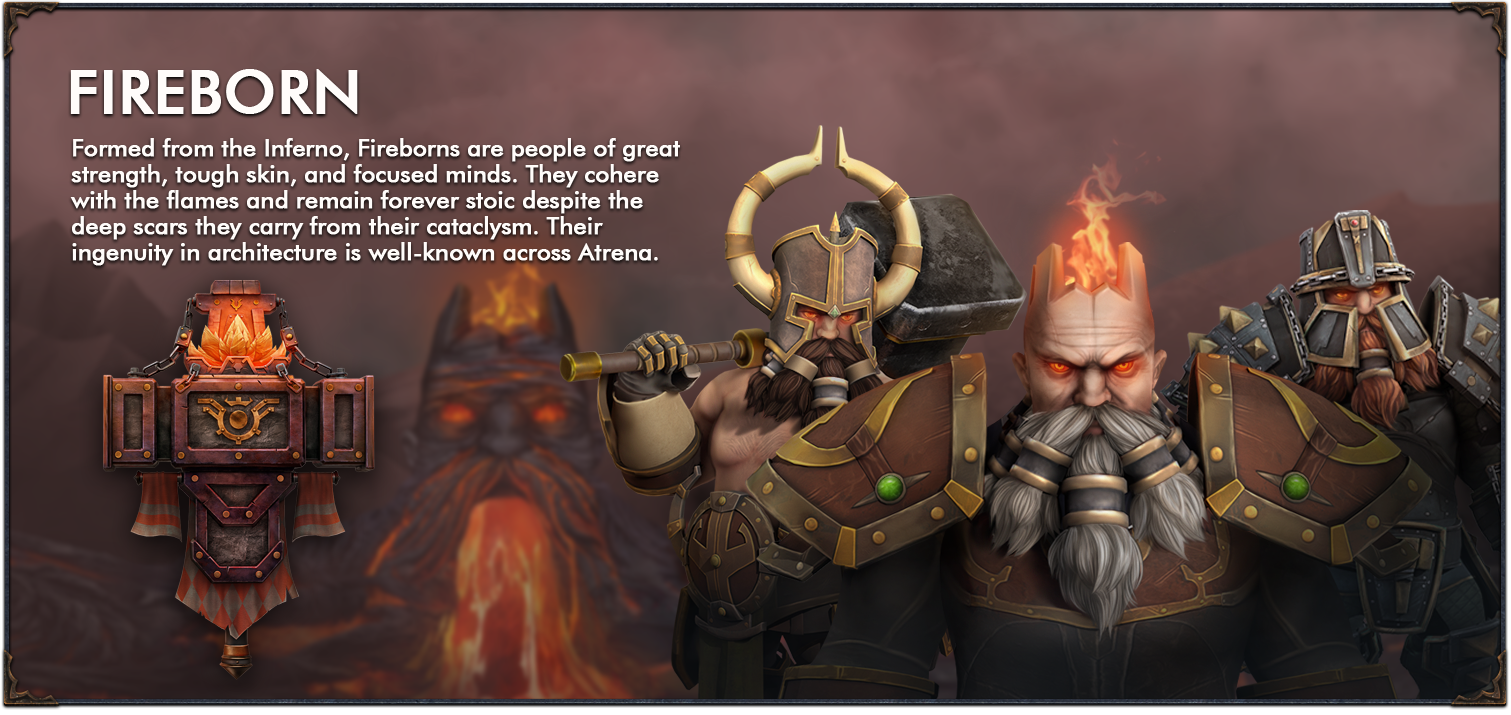 FIREBORN
Formed from the Inferno, Fireborns are people of great
strength, tough skin, and focused minds. They cohere
with the flames and remain forever stoic despite the
deep scars they carry from their cataclysm. Their
ingenuity in architecture is well-known across Atrena.